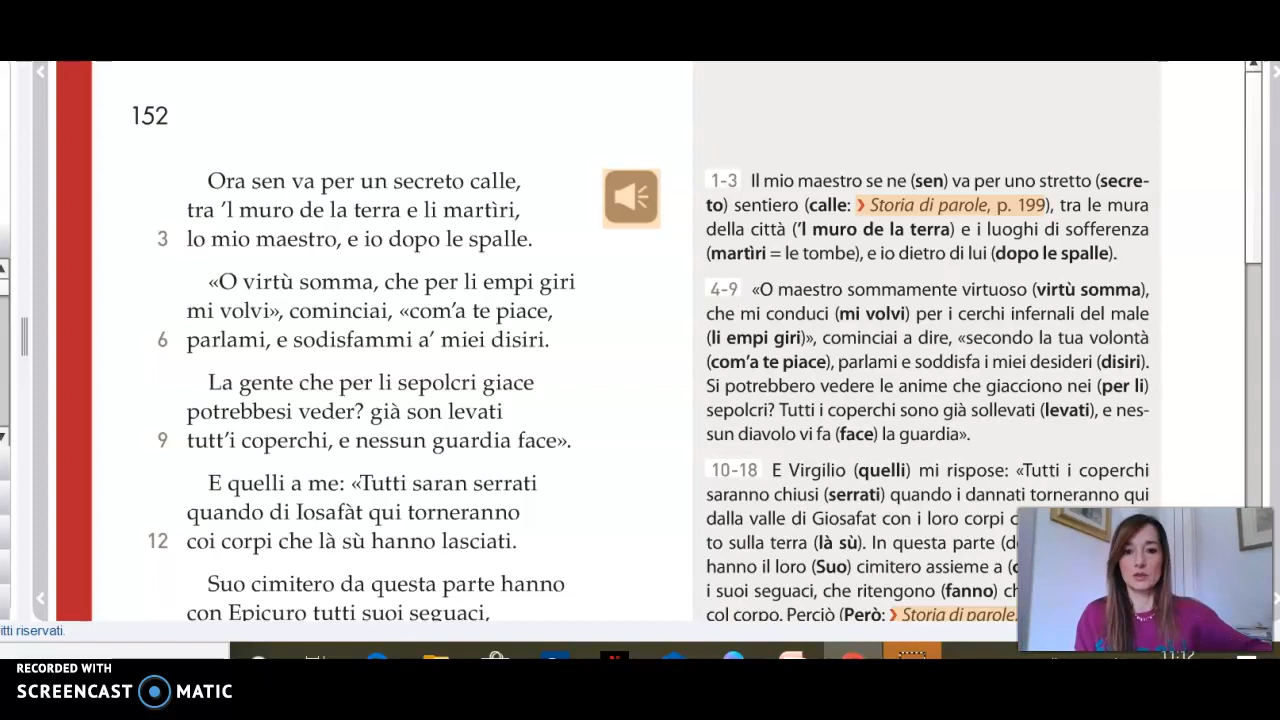 152
Ora sen va per un secreto calle,
tra 'l muro de la terra e li martìri,
3 lo mio maestro, e io dopo le spalle.
«O virtù somma, che per li empi giri
mi volvi», cominciai, «com'a te piace,
6 parlami, e sodisfammi a' miei disiri.
La gente che per li sepolcri giace
potrebbesi veder? già son levati
9 tutt'i coperchi, e nessun guardia face».
E quelli a me: «Tutti saran serrati
quando di Iosafàt qui torneranno
12 coi corpi che là sù hanno lasciati.
Suo cimitero da questa parte hanno
con Epicuro tutti suoi seguaci,
1-3 Il mio maestro se ne (sen) va per uno stretto (secre-
to) sentiero (calle: ❯ Storia di parole, p. 199), tra le mura
della città ('l muro de la terra) e i luoghi di sofferenza
(martìri = le tombe), e io dietro di lui (dopo le spalle).
4-9 «O maestro sommamente virtuoso (virtù somma),
che mi conduci (mi volvi) per i cerchi infernali del male
(li empi giri)», cominciai a dire, «secondo la tua volontà
(com'a te piace), parlami e soddisfa i miei desideri (disiri).
Si potrebbero vedere le anime che giacciono nei (per li)
sepolcri? Tutti i coperchi sono già sollevati (levati), e nes-
sun diavolo vi fa (face) la guardia».
10-18 E Virgilio (quelli) mi rispose: «Tutti i coperchi
saranno chiusi (serrati) quando i dannati torneranno qui
dalla valle di Giosafat con i loro corpi
to sulla terra (là sù). In questa parte
hanno il loro (Suo) cimitero assieme a
i suoi seguaci, che ritengono (fanno)
col corpo. Perciò (Però: ❯ Storia di parole
itti riservati.
11:12
RECORDED WITH
SCREENCAST MATIC